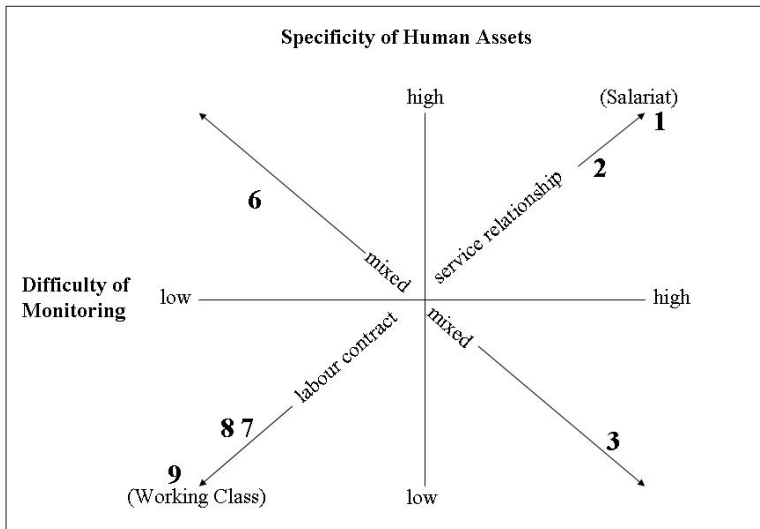 Specificity of Human Assets
high
(Salariat)
1
2
service relationship
6
mixed
Difficulty of
Monitoring
low
high
mixed
labour contract
8 7
3
9
(Working Class)
low